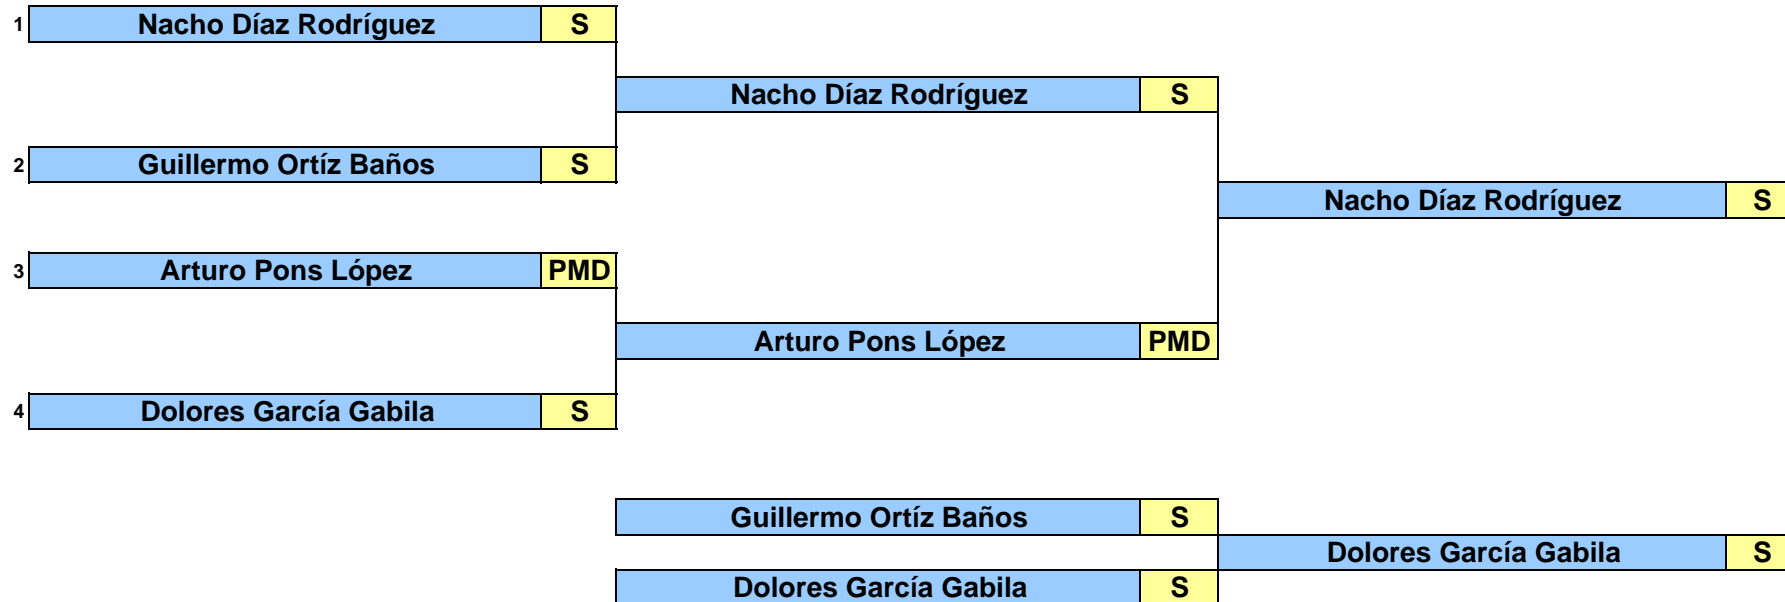 1 Nacho Díaz Rodríguez S
Nacho Díaz Rodríguez S
2 Guillermo Ortíz Baños S
Nacho Díaz Rodríguez S
3 Arturo Pons López PMD
Arturo Pons López PMD
4 Dolores García Gabila S
Guillermo Ortíz Baños S
Dolores García Gabila S
Dolores García Gabila S